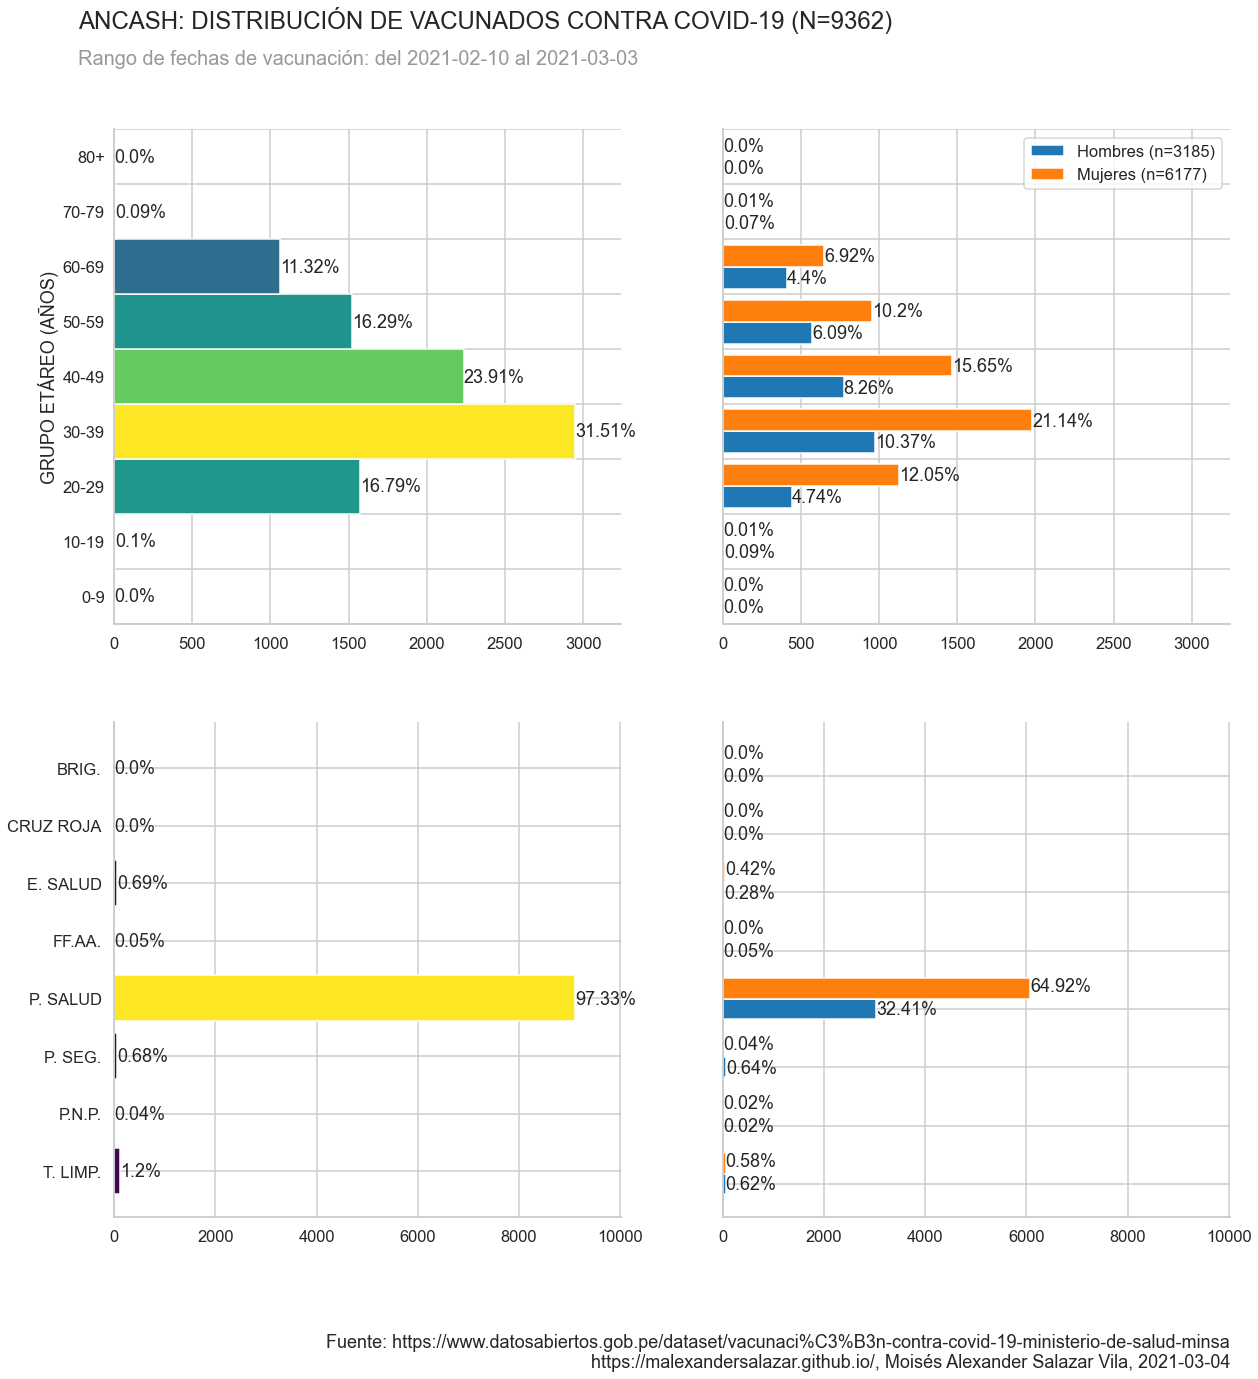 ANCASH: DISTRIBUCIÓN DE VACUNADOS CONTRA COVID-19 (N=9362)
Rango de fechas de vacunación: del 2021-02-10 al 2021-03-03
GRUPO ETÁREO (AÑOS)
80+ 0.0%
70-79 0.09%
60-69 11.32%
50-59 16.29%
40-49 23.91%
30-39 31.51%
20-29 16.79%
10-19 0.1%
0-9 0.0%
0 500 1000 1500 2000 2500 3000
Hombres (n=3185)
Mujeres (n=6177)
0.0%
0.0%
0.01%
0.07%
6.92%
4.4%
10.2%
6.09%
15.65%
8.26%
21.14%
10.37%
12.05%
4.74%
0.01%
0.09%
0.0%
0.0%
0 500 1000 1500 2000 2500 3000
BRIG. 0.0%
CRUZ ROJA 0.0%
E. SALUD 0.69%
FF.AA. 0.05%
P. SALUD 97.33%
P. SEG. 0.68%
P.N.P. 0.04%
T. LIMP. 1.2%
0 2000 4000 6000 8000 10000
0.0%
0.0%
0.0%
0.0%
0.42%
0.28%
0.0%
0.05%
64.92%
32.41%
0.04%
0.64%
0.02%
0.02%
0.58%
0.62%
0 2000 4000 6000 8000 10000
Fuente: https://www.datosabiertos.gob.pe/dataset/vacunaci%C3%B3n-contra-covid-19-ministerio-de-salud-minsa
https://malexandersalazar.github.io/, Moisés Alexander Salazar Vila, 2021-03-04